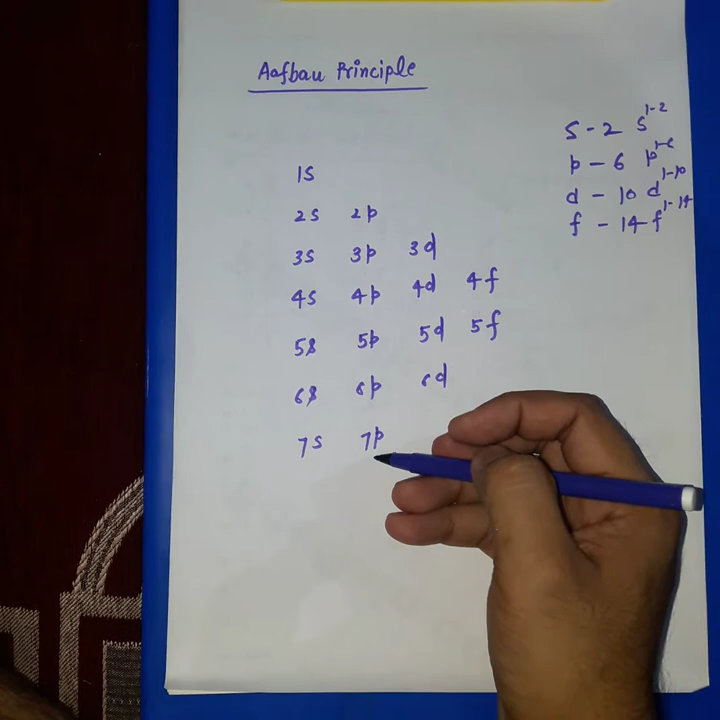 Aafbau Principle
s - 2 s¹⁻²
p - 6 p¹⁻⁶
d - 10 d¹⁻¹⁰
f - 14 f¹⁻¹⁴
1s
2s 2p
3s 3p 3d
4s 4p 4d 4f
5s 5p 5d 5f
6s 6p 6d
7s 7p